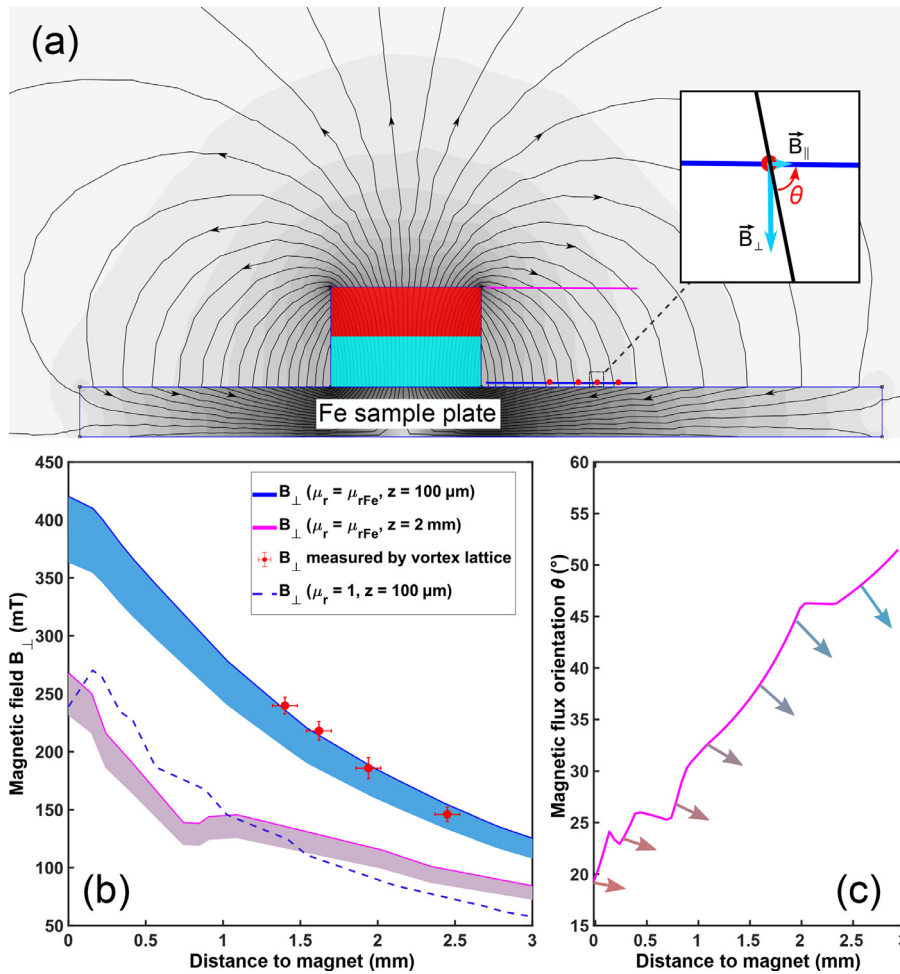 (a)
B⃗∥
θ
B⃗⊥
Fe sample plate
450
400
350
300
250
200
150
100
50
Magnetic field B⊥ (mT)
B⊥ (μr = μrFe, z = 100 μm)
B⊥ (μr = μrFe, z = 2 mm)
B⊥ measured by vortex lattice
B⊥ (μr = 1, z = 100 μm)
(b)
0 0.5 1 1.5 2 2.5 3
Distance to magnet (mm)
60
55
50
45
40
35
30
25
20
15
Magnetic flux orientation θ (°)
(c)
0 0.5 1 1.5 2 2.5 3
Distance to magnet (mm)